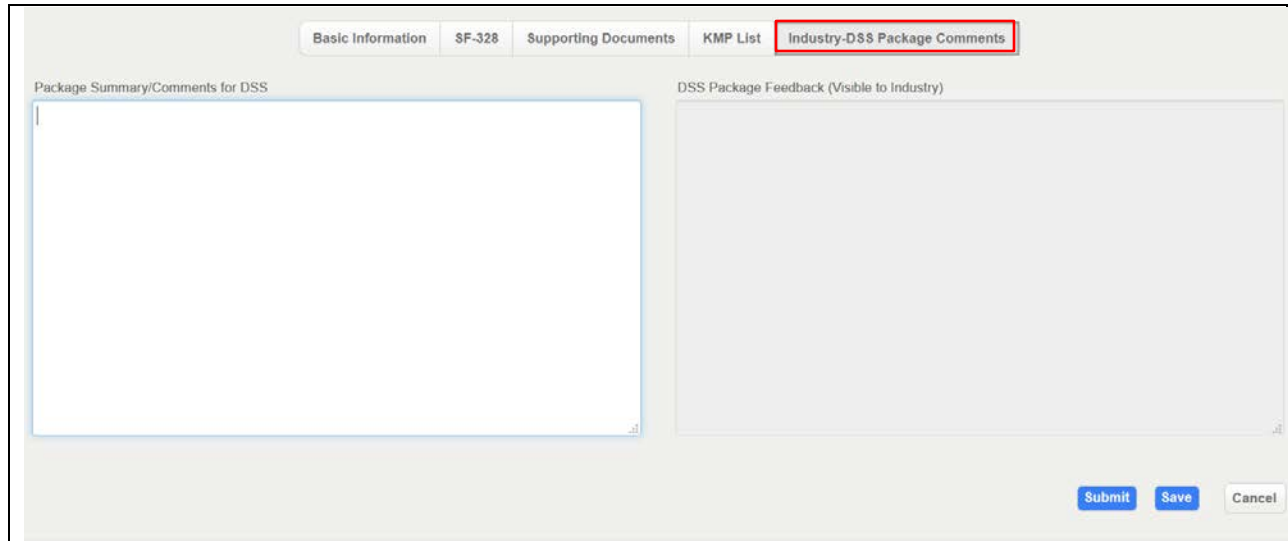 Basic Information SF-328 Supporting Documents KMP List Industry-DSS Package Comments
Package Summary/Comments for DSS DSS Package Feedback (Visible to Industry)
Submit Save Cancel